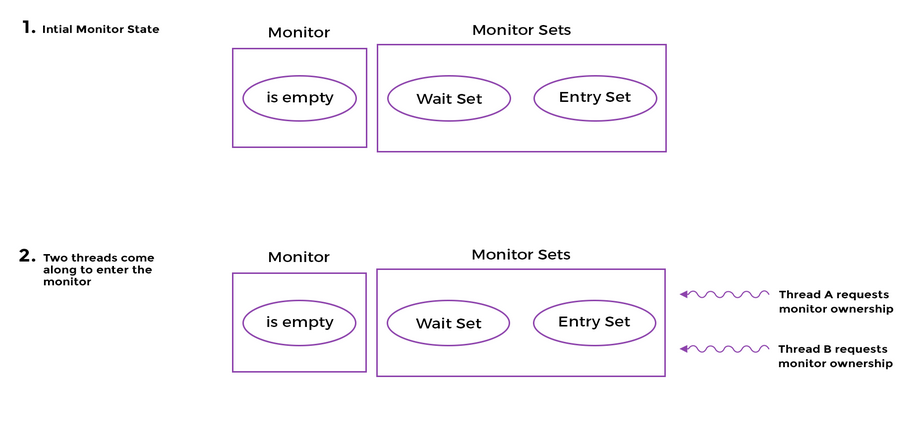 1. Intial Monitor State
Monitor
Monitor Sets
is empty
Wait Set
Entry Set
2. Two threads come
along to enter the
monitor
Monitor
Monitor Sets
is empty
Wait Set
Entry Set
Thread A requests
monitor ownership
Thread B requests
monitor ownership